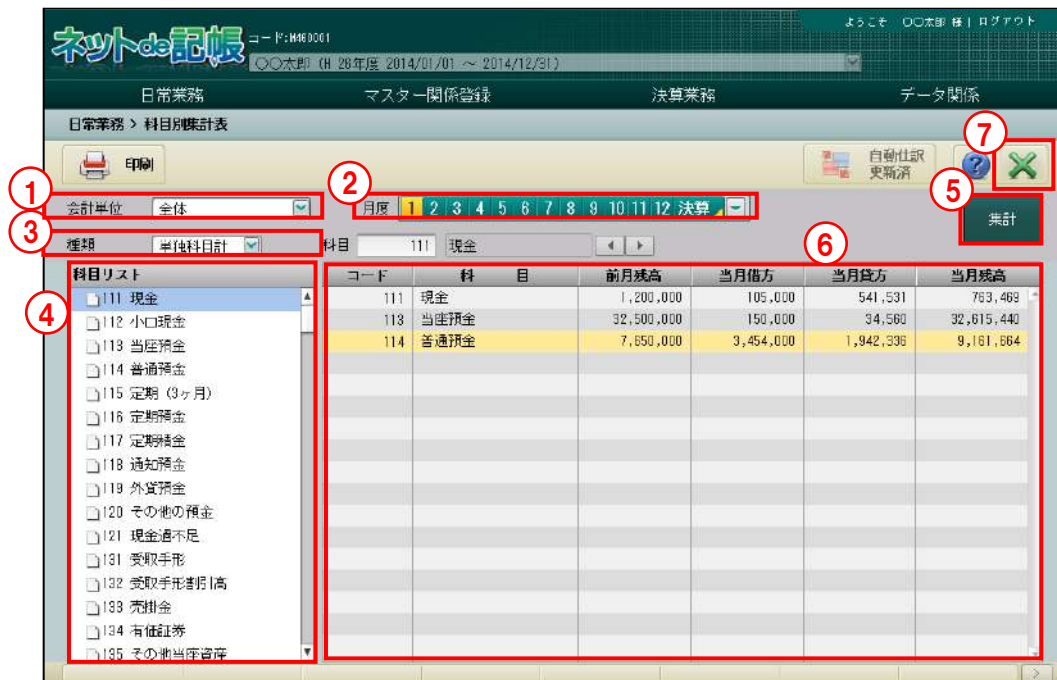 ようこそ 〇〇太郎 様 | ログアウト
ネットde記帳 コード:M460001
〇〇太郎 (H 28年度 2014/01/01 ～ 2014/12/31)
日常業務 マスター関係登録 決算業務 データ関係
日常業務 > 科目別集計表
印刷 自動仕訳更新済 ? 7
1 会計単位 全体 2 月度 1 2 3 4 5 6 7 8 9 10 11 12 決算 5 集計
3 種類 単独科目計 科目 111 現金 6
科目リスト
4
111 現金
112 小口現金
113 当座預金
114 普通預金
115 定期 (3ヶ月)
116 定期預金
117 定期積金
118 通知預金
119 外貨預金
120 その他の預金
121 現金過不足
131 受取手形
132 受取手形割引高
133 売掛金
134 有価証券
135 その他当座資産
コード 科 目 前月残高 当月借方 当月貸方 当月残高
111 現金 1,200,000 105,000 541,531 763,469
113 当座預金 32,500,000 150,000 34,560 32,615,440
114 普通預金 7,650,000 3,454,000 1,942,336 9,161,664